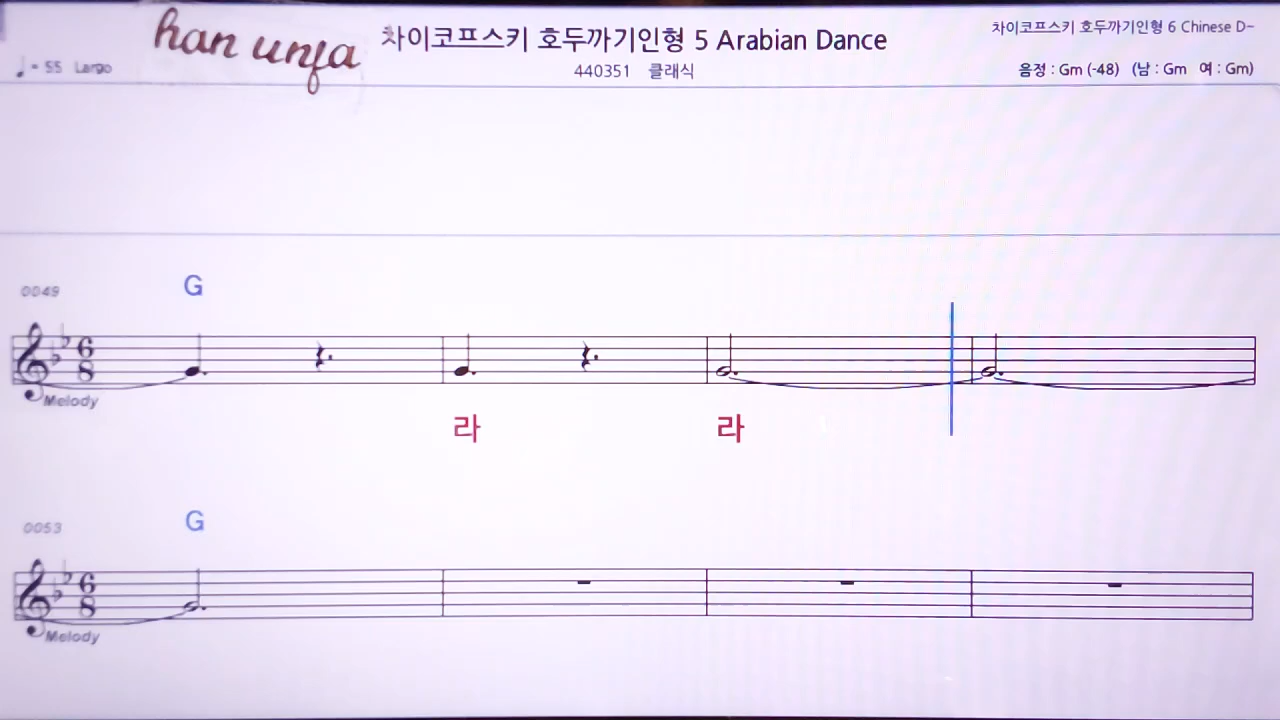 han unfa
차이코프스키 호두까기인형 5 Arabian Dance
차이코프스키 호두까기인형 6 Chinese D~
♩ = 55 Largo
440351 클래식
음정 : Gm (-48) (남 : Gm 여 : Gm)
0049 G
6 8
Melody
라 라
0053 G
6 8
Melody